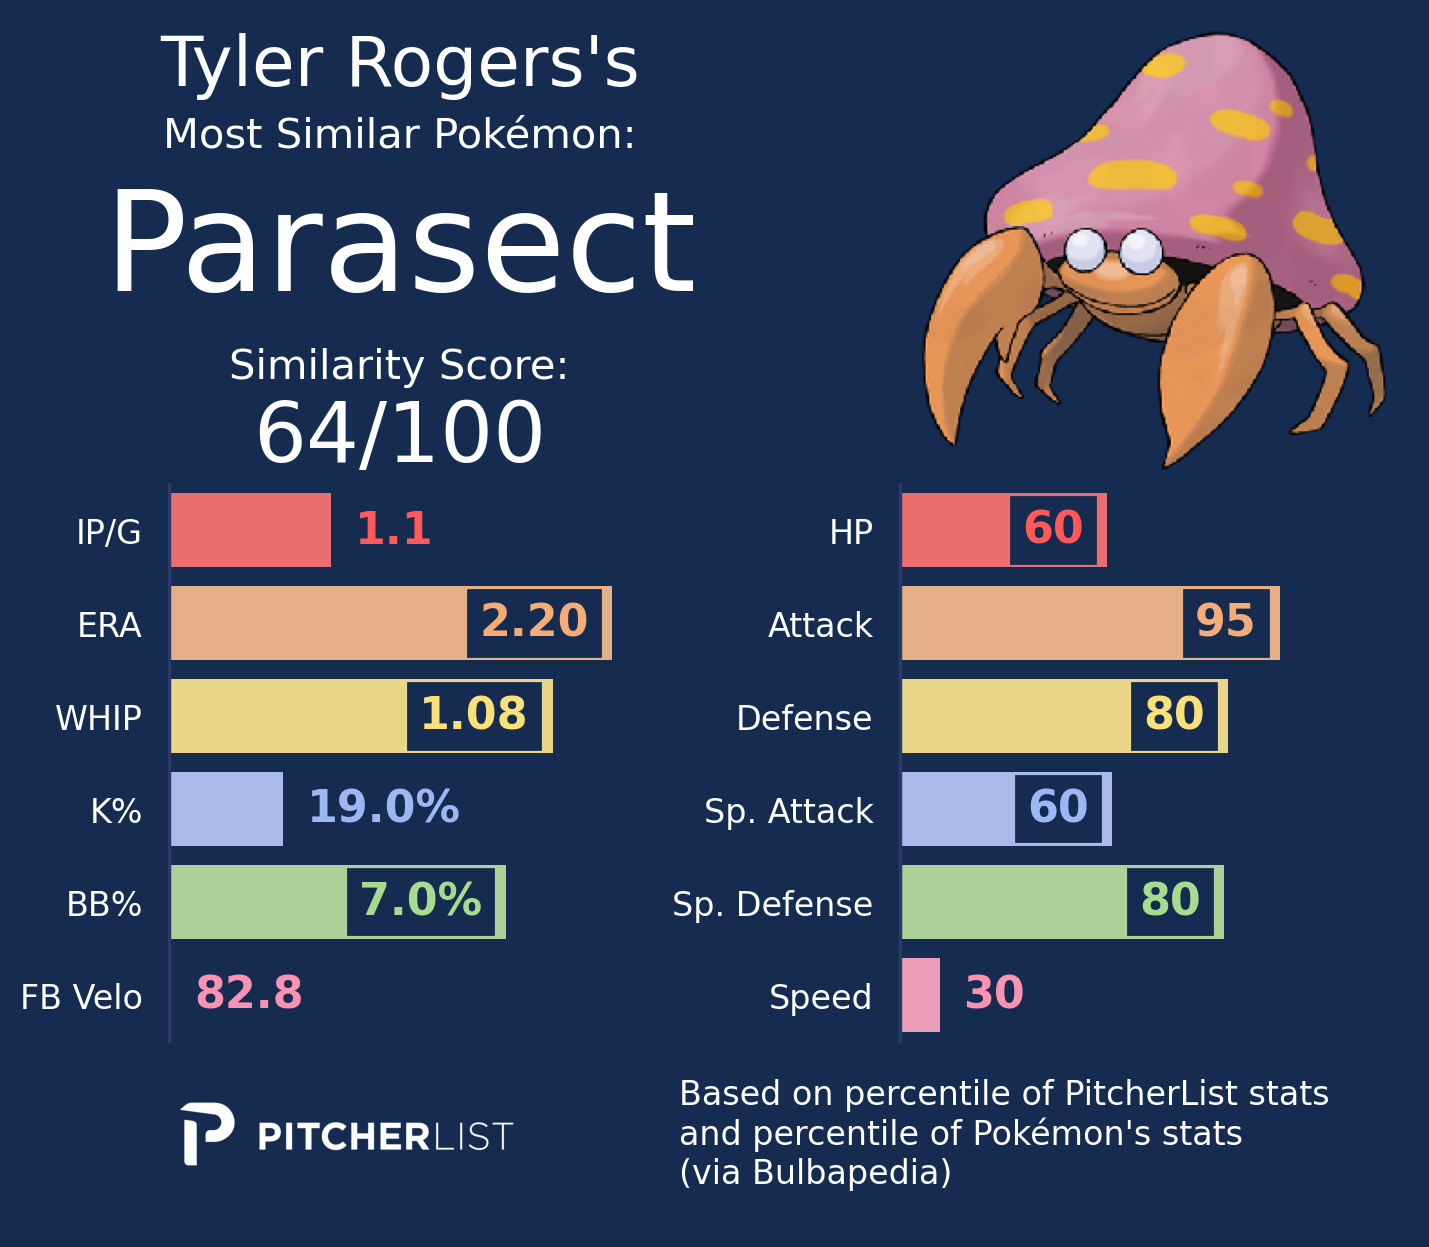 Tyler Rogers's
Most Similar Pokémon:
Parasect
Similarity Score:
64/100
IP/G 1.1
ERA 2.20
WHIP 1.08
K% 19.0%
BB% 7.0%
FB Velo 82.8
HP 60
Attack 95
Defense 80
Sp. Attack 60
Sp. Defense 80
Speed 30
PITCHERLIST
Based on percentile of PitcherList stats
and percentile of Pokémon's stats
(via Bulbapedia)